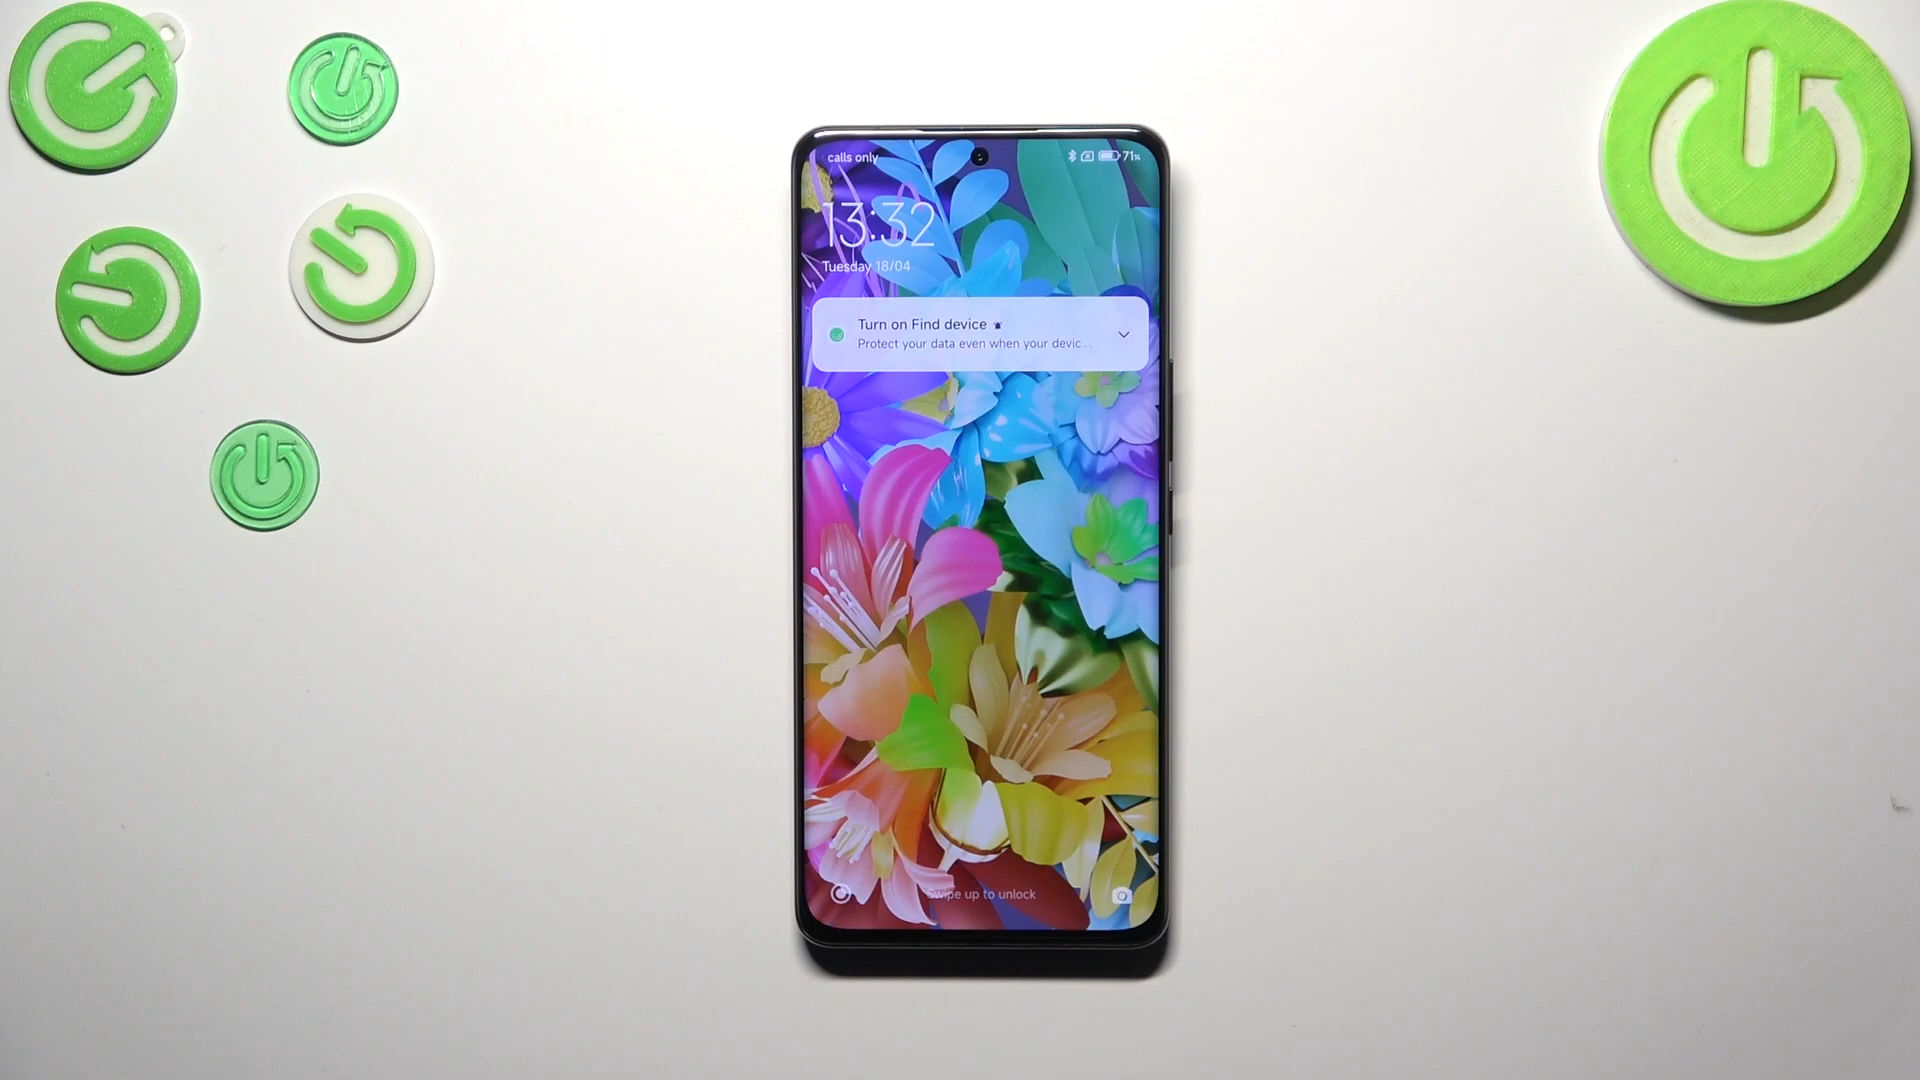 calls only
71%
13:32
Tuesday 18/04
Turn on Find device
Protect your data even when your devic...
Swipe up to unlock